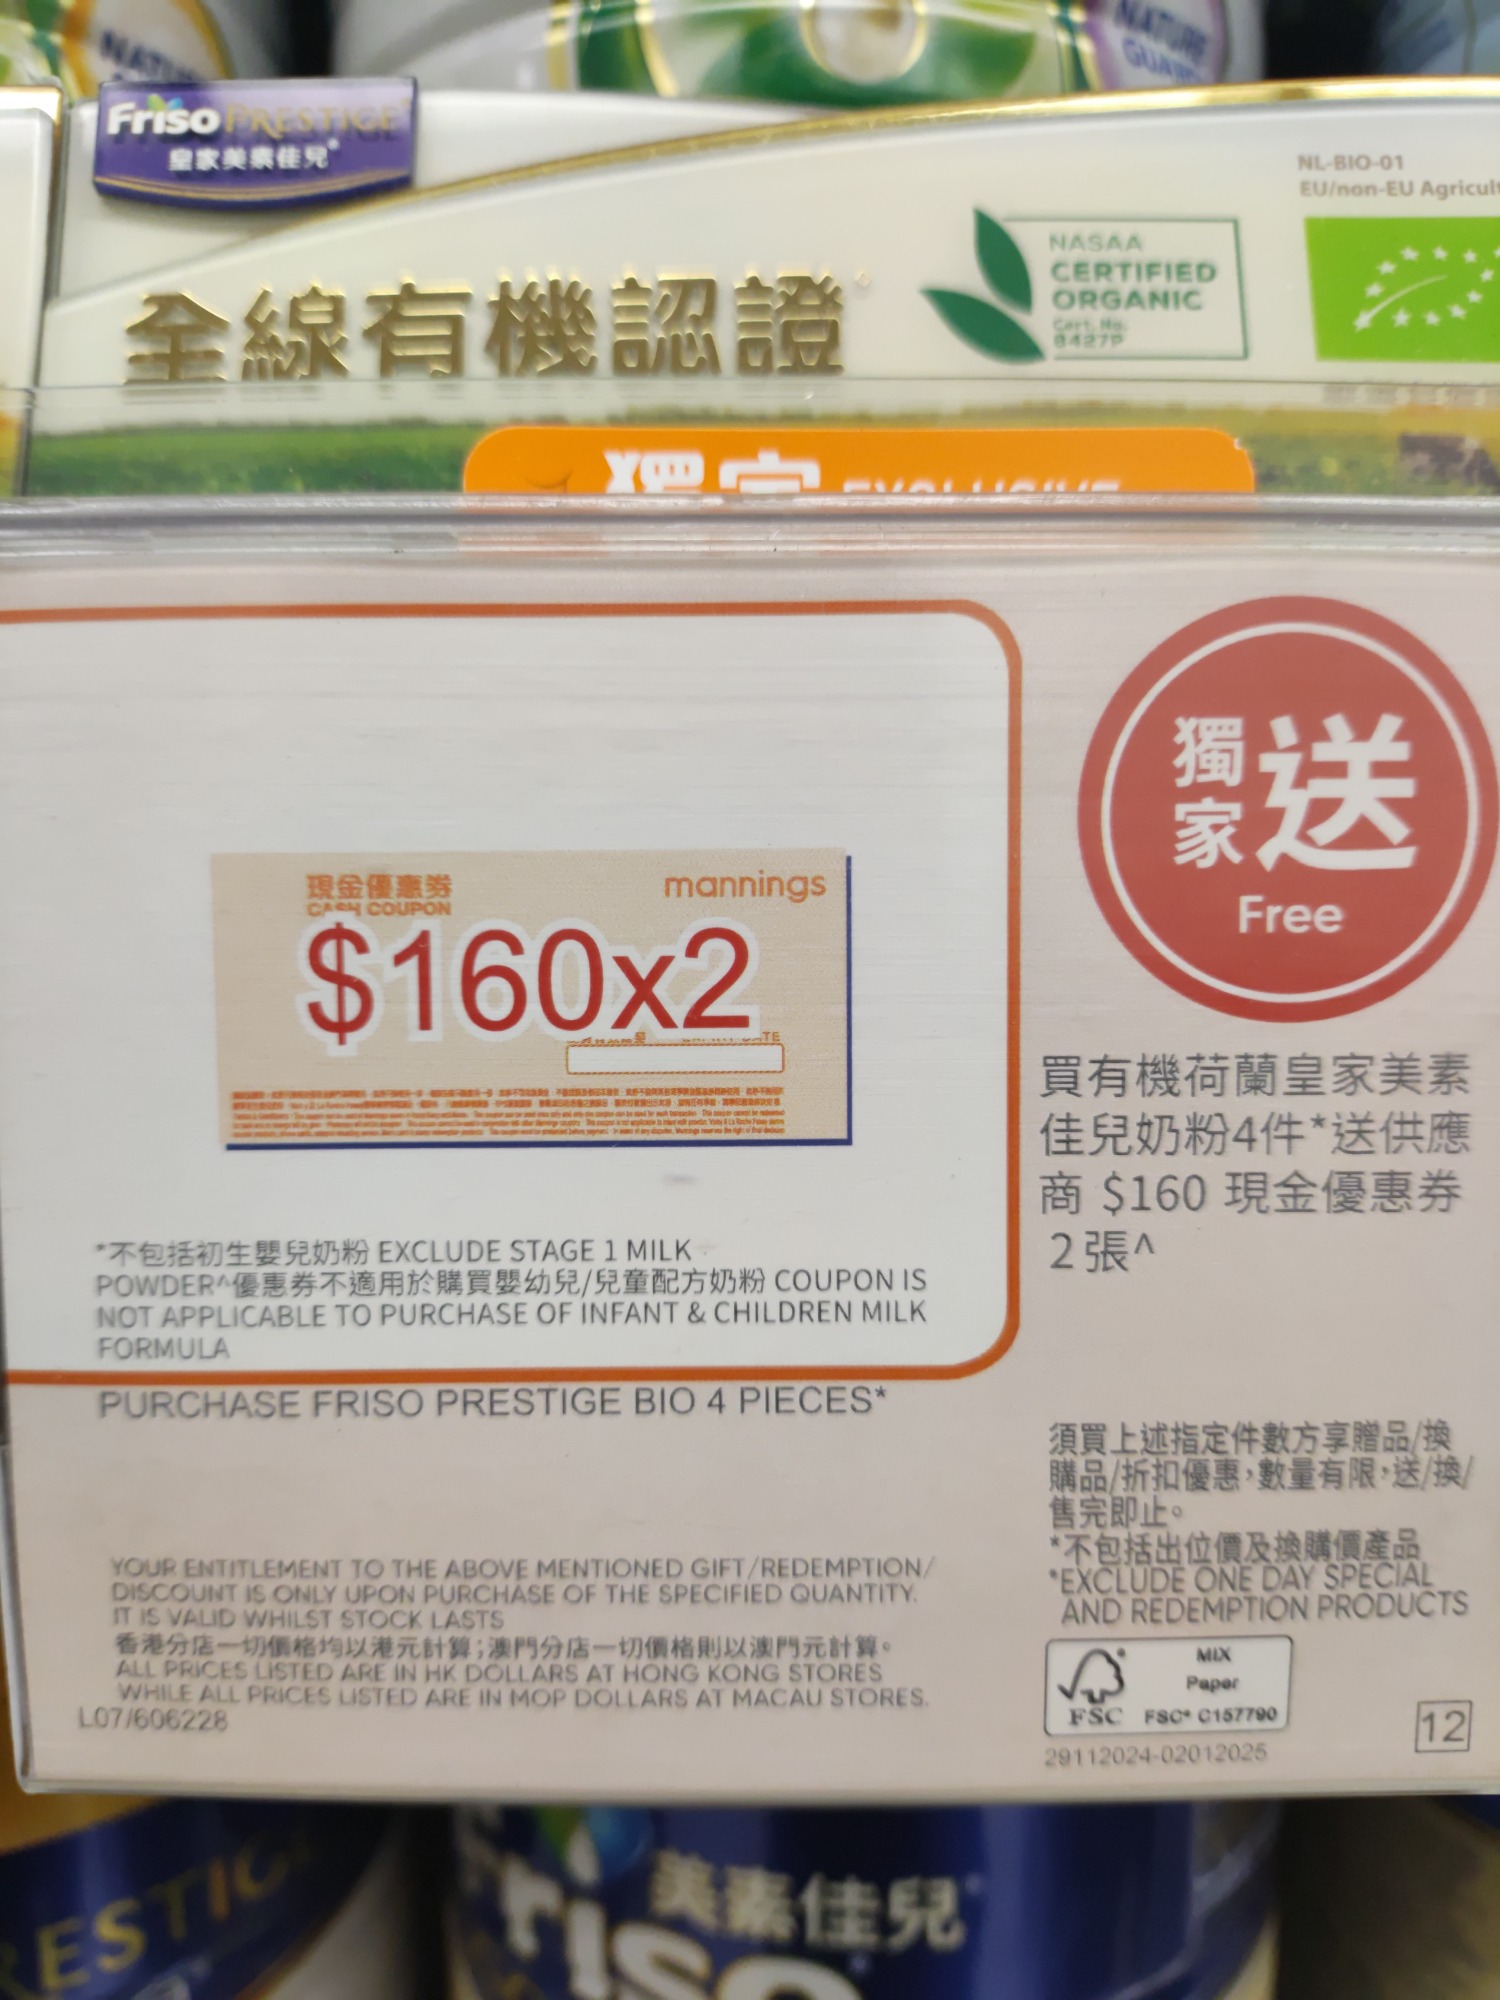 NATURE
GUARD
Friso PRESTIGE
皇家美素佳兒
NL-BIO-01
EU/non-EU
NASAA
CERTIFIED
ORGANIC
Cert. No.
8427P
全線有機認證
獨家 EXCLUSIVE
現金優惠券
CASH COUPON
mannings
$160x2
獨家送
Free
買有機荷蘭皇家美素
佳兒奶粉4件*送供應
商 $160 現金優惠券
2張^
*不包括初生嬰兒奶粉 EXCLUDE STAGE 1 MILK
POWDER^優惠券不適用於購買嬰幼兒/兒童配方奶粉 COUPON IS
NOT APPLICABLE TO PURCHASE OF INFANT & CHILDREN MILK
FORMULA
PURCHASE FRISO PRESTIGE BIO 4 PIECES*
須買上述指定件數方享贈品/換
購品/折扣優惠，數量有限，送/換/
售完即止。
*不包括出位價及換購價產品
*EXCLUDE ONE DAY SPECIAL
AND REDEMPTION PRODUCTS
YOUR ENTITLEMENT TO THE ABOVE MENTIONED GIFT/REDEMPTION/
DISCOUNT IS ONLY UPON PURCHASE OF THE SPECIFIED QUANTITY.
IT IS VALID WHILST STOCK LASTS
香港分店一切價格均以港元計算;澳門分店一切價格則以澳門元計算。
ALL PRICES LISTED ARE IN HK DOLLARS AT HONG KONG STORES
WHILE ALL PRICES LISTED ARE IN MOP DOLLARS AT MACAU STORES.
L07/606228
MIX
Paper
FSC FSC® C157790
12
29112024-02012025
美素佳兒